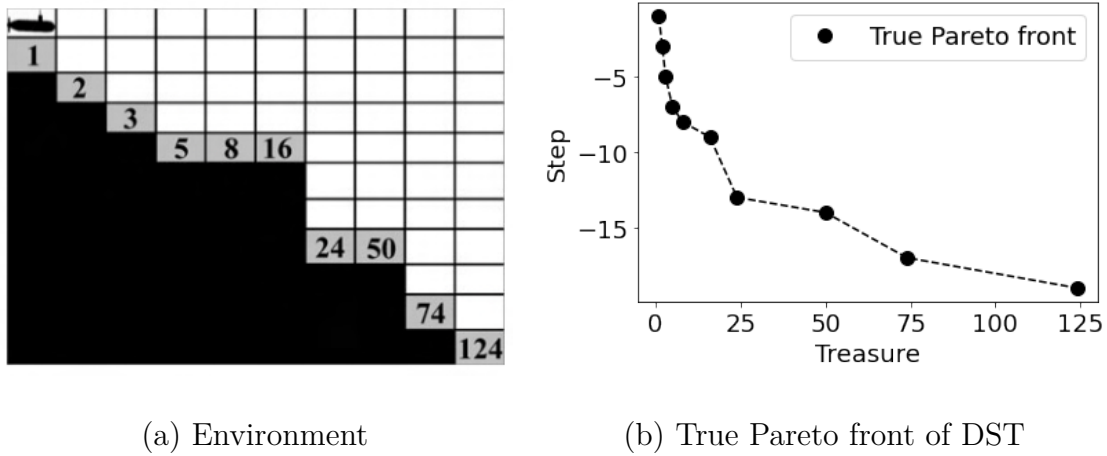 1
2
3
5 8 16
24 50
74
124
True Pareto front
−5
−10
−15
Step
0 25 50 75 100 125
Treasure
(a) Environment
(b) True Pareto front of DST